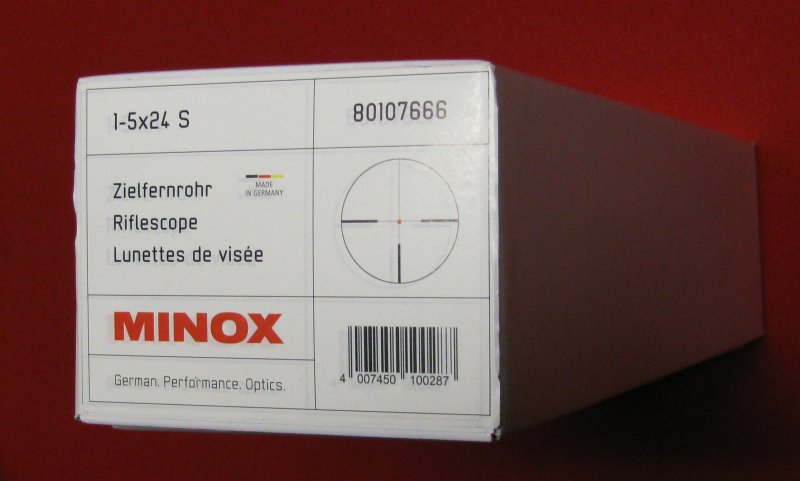 1-5x24 S
80107666
Zielfernrohr
MADE
IN GERMANY
Riflescope
Lunettes de visée
MINOX
German. Performance. Optics.
4 007450 100287